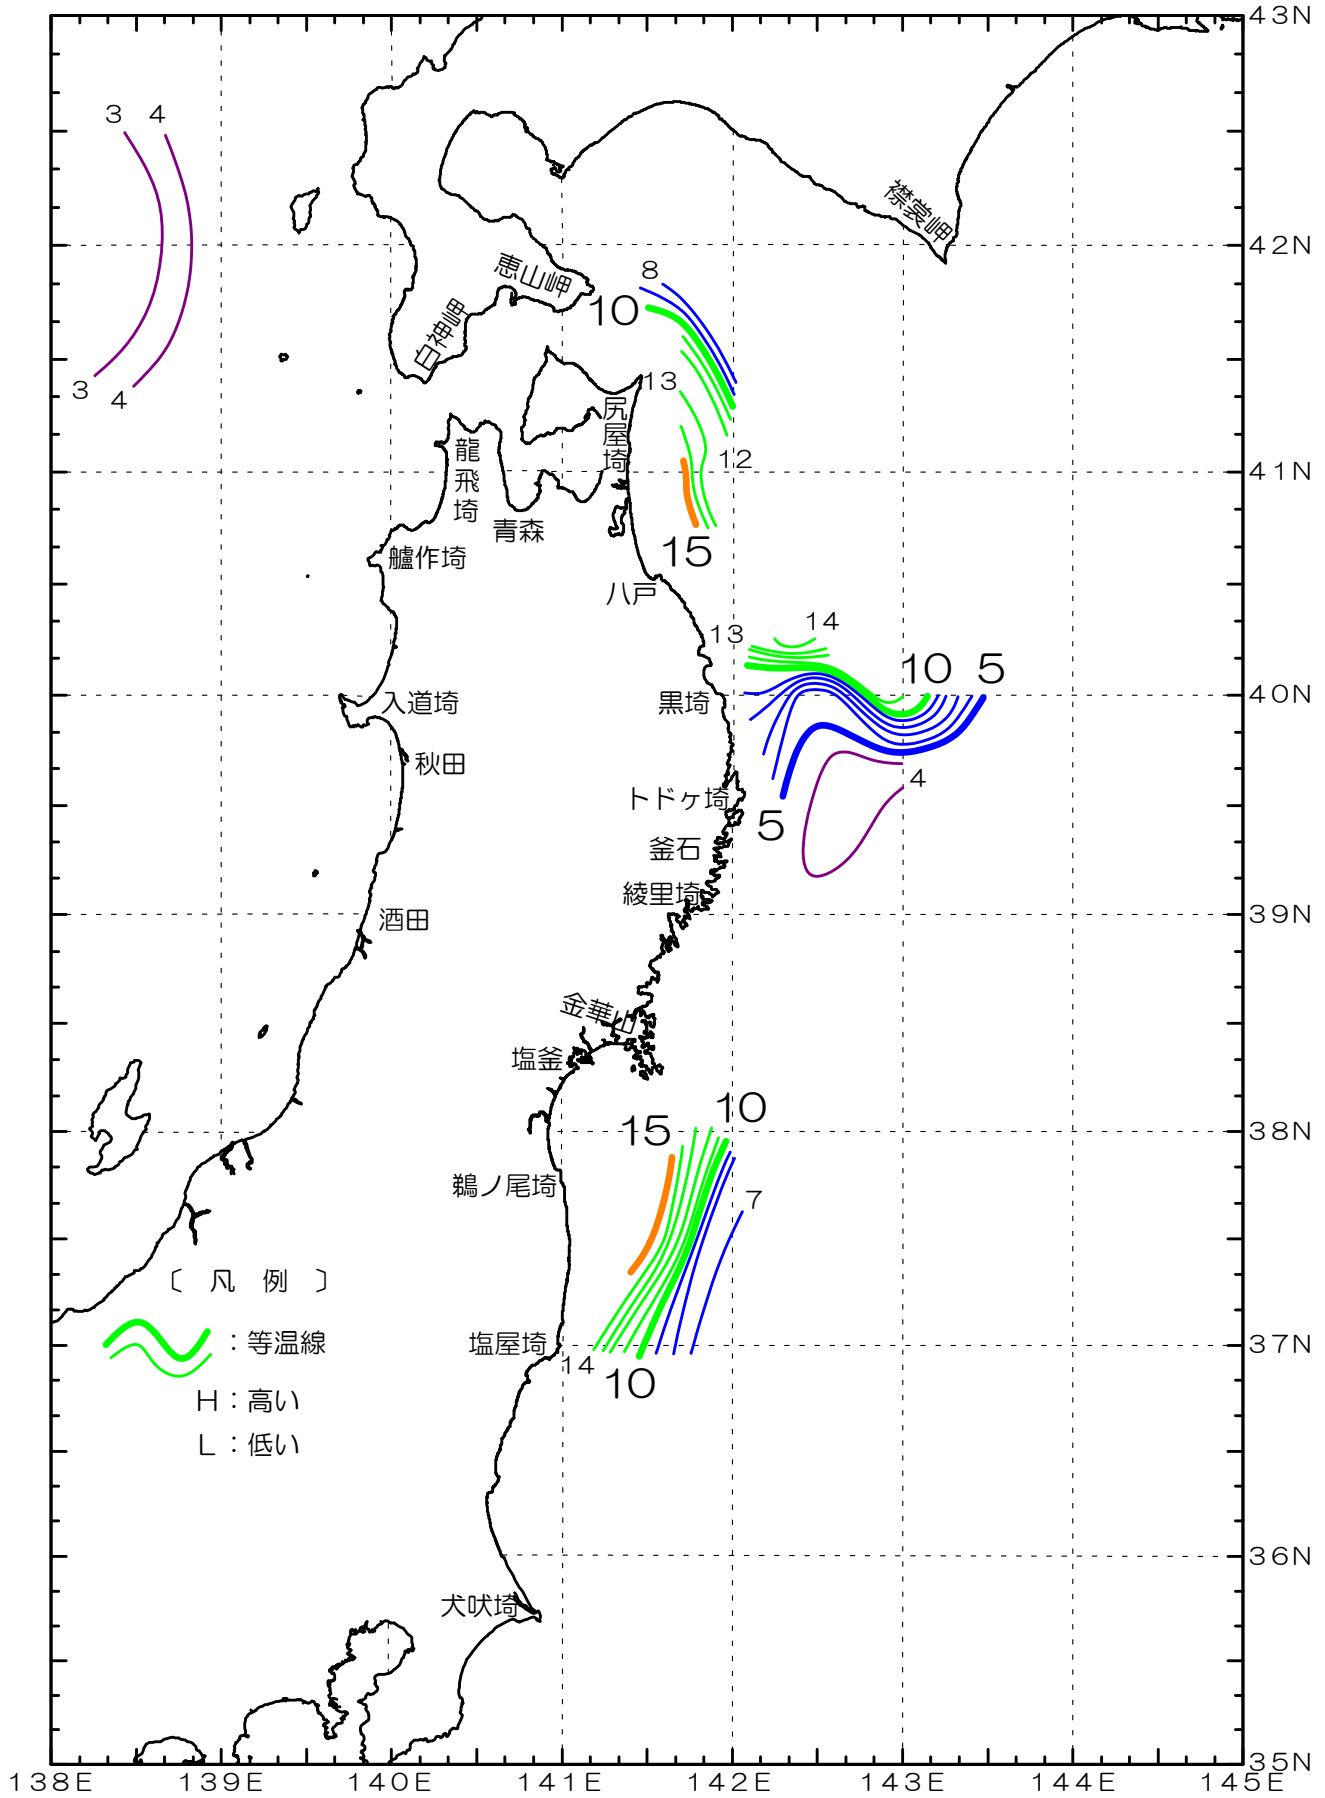 43N
3 4
襟裳岬
42N
恵山岬
8
10
白神岬
3
4
13
尻屋埼
龍飛埼
12
41N
青森
15
艫作埼
八戸
13
14
10 5
入道埼
黒埼
40N
秋田
4
トドヶ埼
5
釜石
綾里埼
酒田
39N
金華山
塩釜
10
15
38N
鵜ノ尾埼
7
〔 凡 例 〕
：等温線
塩屋埼
37N
14
10
H：高い
L：低い
36N
犬吠埼
35N
138E 139E 140E 141E 142E 143E 144E 145E